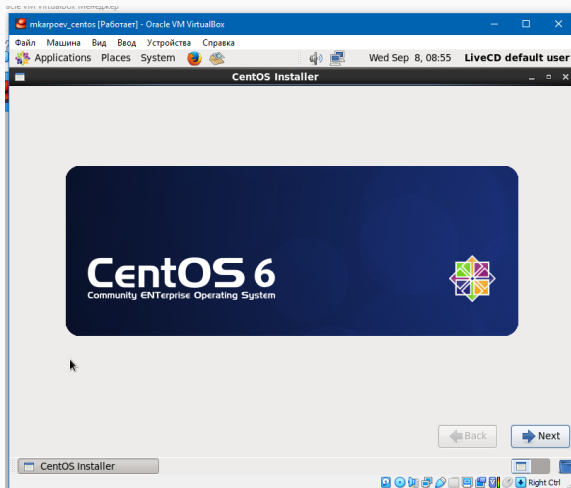 mkarpoev_centos [Работает] - Oracle VM VirtualBox
Файл Машина Вид Ввод Устройства Справка
Applications Places System Wed Sep 8, 08:55 LiveCD default user
CentOS Installer
CentOS 6
Community ENTerprise Operating System
Back Next
CentOS Installer
Right Ctrl